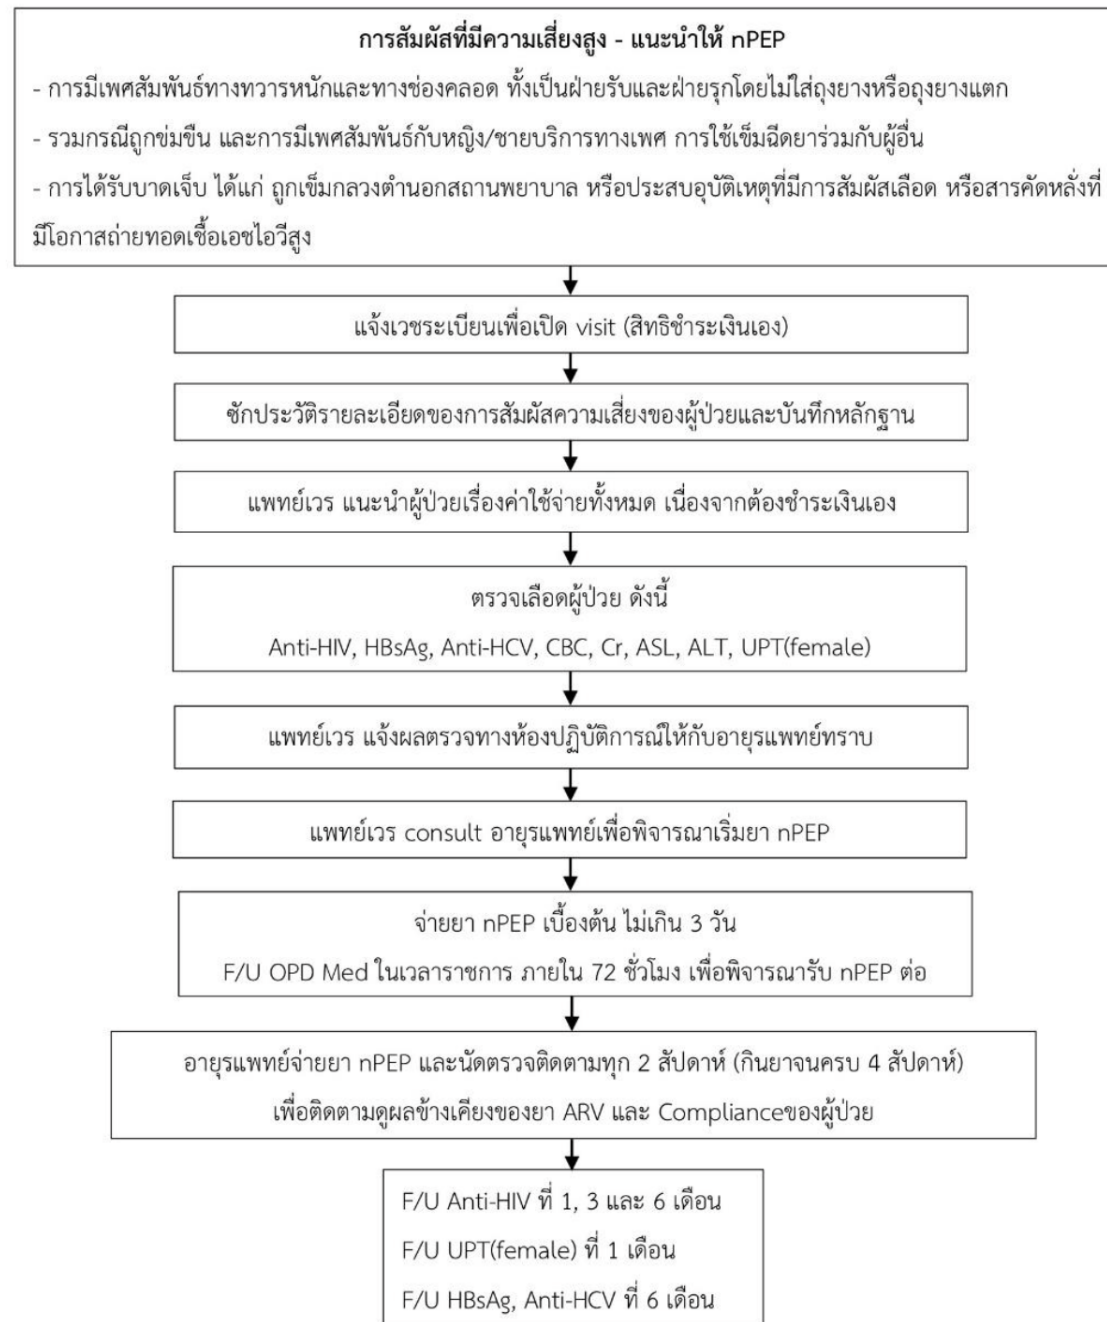 การสัมผัสที่มีความเสี่ยงสูง - แนะนำให้ nPEP
- การมีเพศสัมพันธ์ทางทวารหนักและทางช่องคลอด ทั้งเป็นฝ่ายรับและฝ่ายรุกโดยไม่ใส่ถุงยางหรือถุงยางแตก
- รวมกรณีถูกข่มขืน และการมีเพศสัมพันธ์กับหญิง/ชายบริการทางเพศ การใช้เข็มฉีดยาร่วมกับผู้อื่น
- การได้รับบาดเจ็บ ได้แก่ ถูกเข็มกลวงตำนอกสถานพยาบาล หรือประสบอุบัติเหตุที่มีการสัมผัสเลือด หรือสารคัดหลั่งที่
มีโอกาสถ่ายทอดเชื้อเอชไอวีสูง
แจ้งเวชระเบียนเพื่อเปิด visit (สิทธิชำระเงินเอง)
ซักประวัติรายละเอียดของการสัมผัสความเสี่ยงของผู้ป่วยและบันทึกหลักฐาน
แพทย์เวร แนะนำผู้ป่วยเรื่องค่าใช้จ่ายทั้งหมด เนื่องจากต้องชำระเงินเอง
ตรวจเลือดผู้ป่วย ดังนี้
Anti-HIV, HBsAg, Anti-HCV, CBC, Cr, ASL, ALT, UPT(female)
แพทย์เวร แจ้งผลตรวจทางห้องปฏิบัติการณ์ให้กับอายุรแพทย์ทราบ
แพทย์เวร consult อายุรแพทย์เพื่อพิจารณาเริ่มยา nPEP
จ่ายยา nPEP เบื้องต้น ไม่เกิน 3 วัน
F/U OPD Med ในเวลาราชการ ภายใน 72 ชั่วโมง เพื่อพิจารณารับ nPEP ต่อ
อายุรแพทย์จ่ายยา nPEP และนัดตรวจติดตามทุก 2 สัปดาห์ (กินยาจนครบ 4 สัปดาห์)
เพื่อติดตามดูผลข้างเคียงของยา ARV และ Complianceของผู้ป่วย
F/U Anti-HIV ที่ 1, 3 และ 6 เดือน
F/U UPT(female) ที่ 1 เดือน
F/U HBsAg, Anti-HCV ที่ 6 เดือน